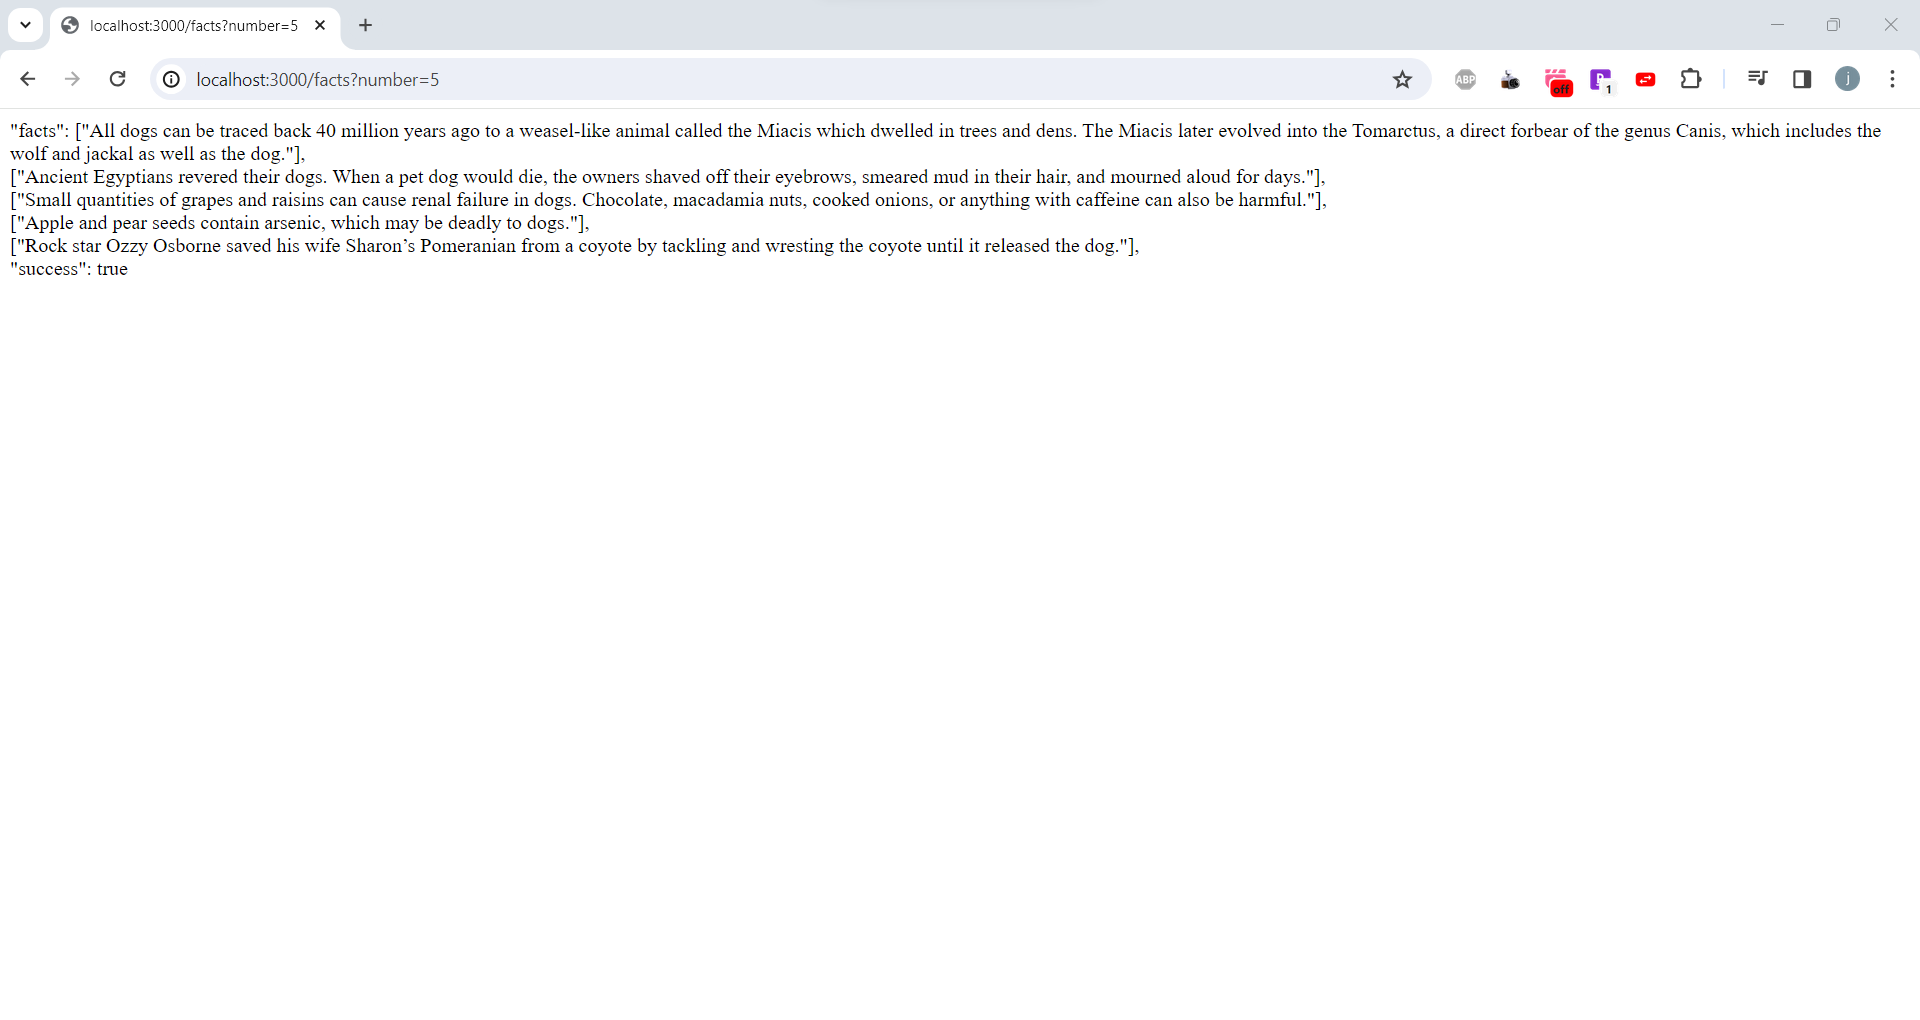 localhost:3000/facts?number=5
localhost:3000/facts?number=5
ABP
off
1
j
"facts": ["All dogs can be traced back 40 million years ago to a weasel-like animal called the Miacis which dwelled in trees and dens. The Miacis later evolved into the Tomarctus, a direct forbear of the genus Canis, which includes the
wolf and jackal as well as the dog."],
["Ancient Egyptians revered their dogs. When a pet dog would die, the owners shaved off their eyebrows, smeared mud in their hair, and mourned aloud for days."],
["Small quantities of grapes and raisins can cause renal failure in dogs. Chocolate, macadamia nuts, cooked onions, or anything with caffeine can also be harmful."],
["Apple and pear seeds contain arsenic, which may be deadly to dogs."],
["Rock star Ozzy Osborne saved his wife Sharon’s Pomeranian from a coyote by tackling and wresting the coyote until it released the dog."],
"success": true